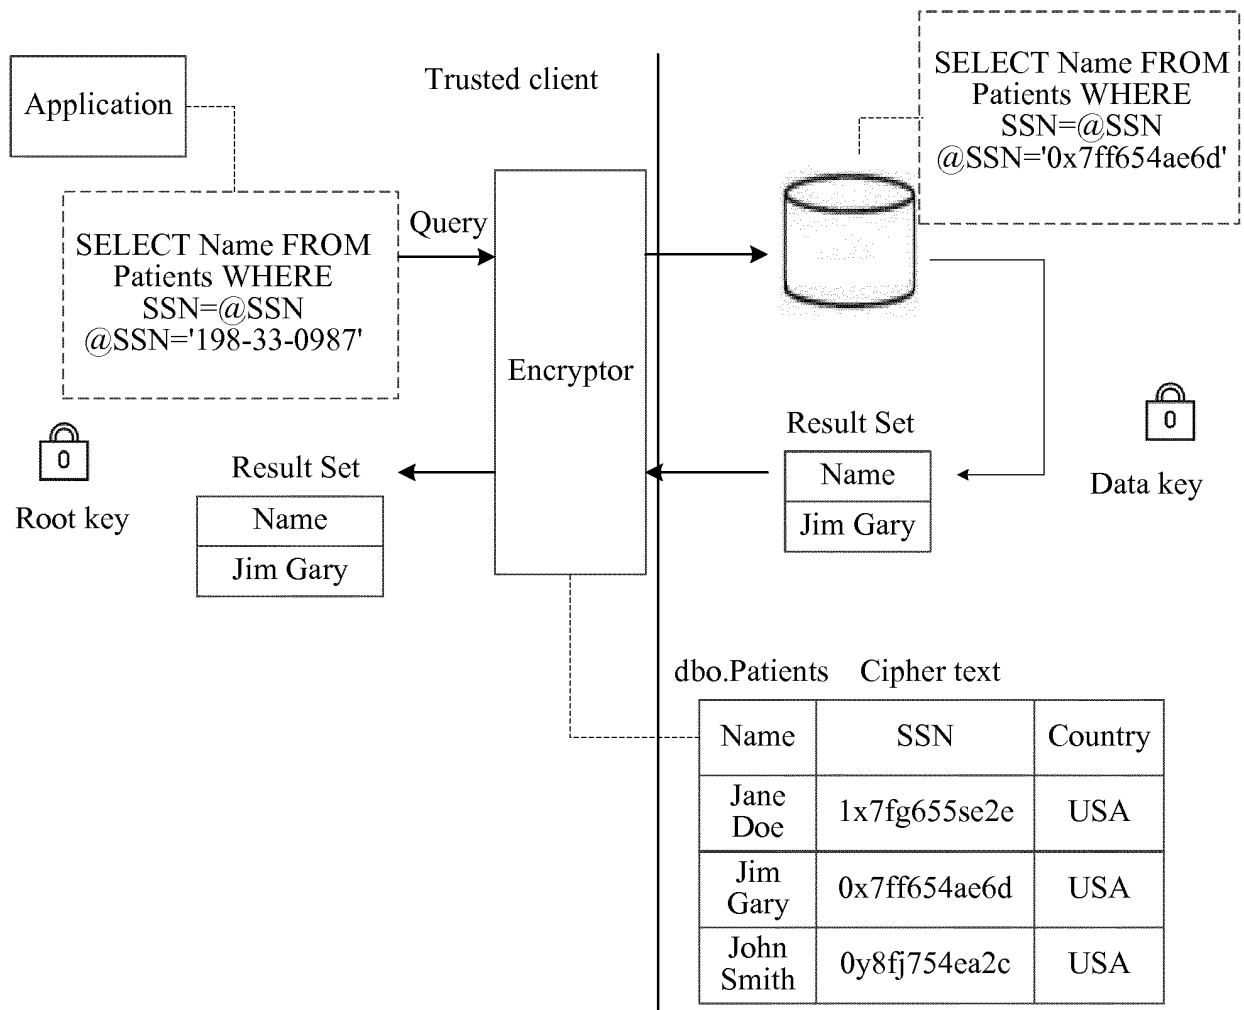 Application
Trusted client
SELECT Name FROM
Patients WHERE
SSN=@SSN
@SSN='0x7ff654ae6d'
SELECT Name FROM
Patients WHERE
SSN=@SSN
@SSN='198-33-0987'
Query
Encryptor
0
Root key
Result Set
Name
Jim Gary
Result Set
Name
Jim Gary
0
Data key
dbo.Patients Cipher text
Name SSN Country
Jane
Doe
1x7fg655se2e
USA
Jim
Gary
0x7ff654ae6d
USA
John
Smith
0y8fj754ea2c
USA